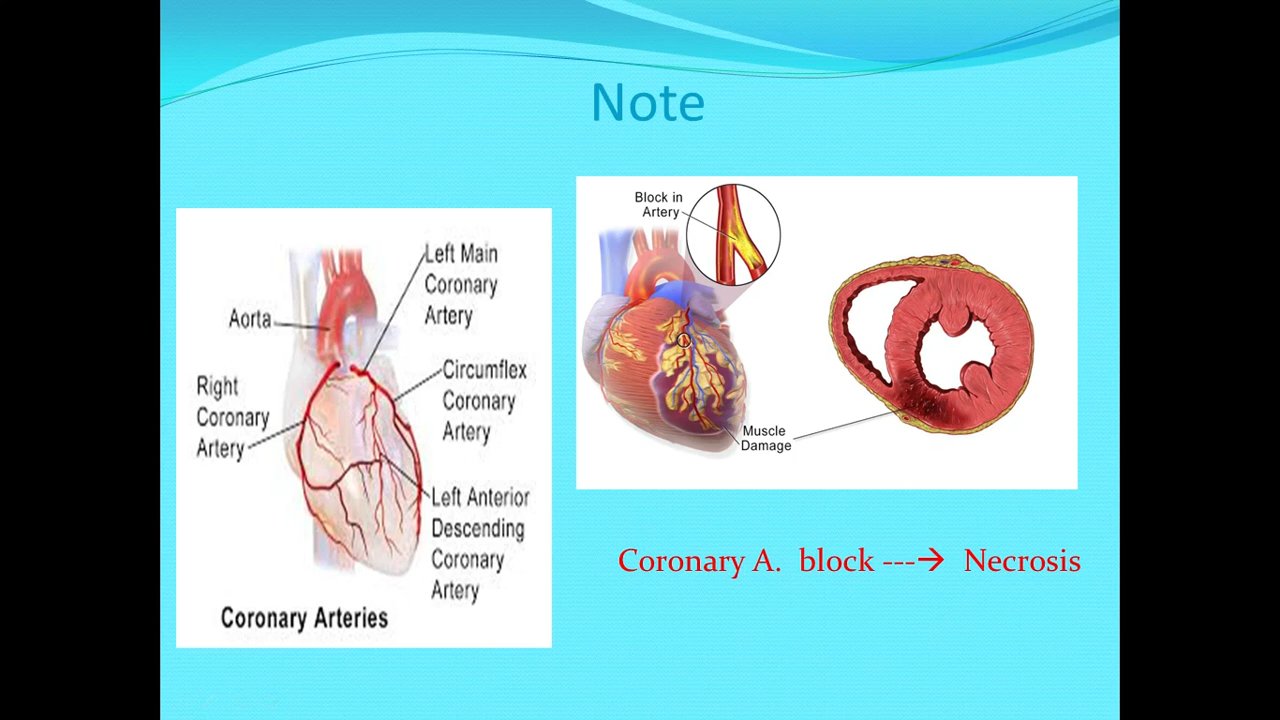 Note
Left Main
Coronary
Artery
Aorta
Circumflex
Coronary
Artery
Right
Coronary
Artery
Left Anterior
Descending
Coronary
Artery
Coronary Arteries
Block in
Artery
Muscle
Damage
Coronary A.  block ---→  Necrosis